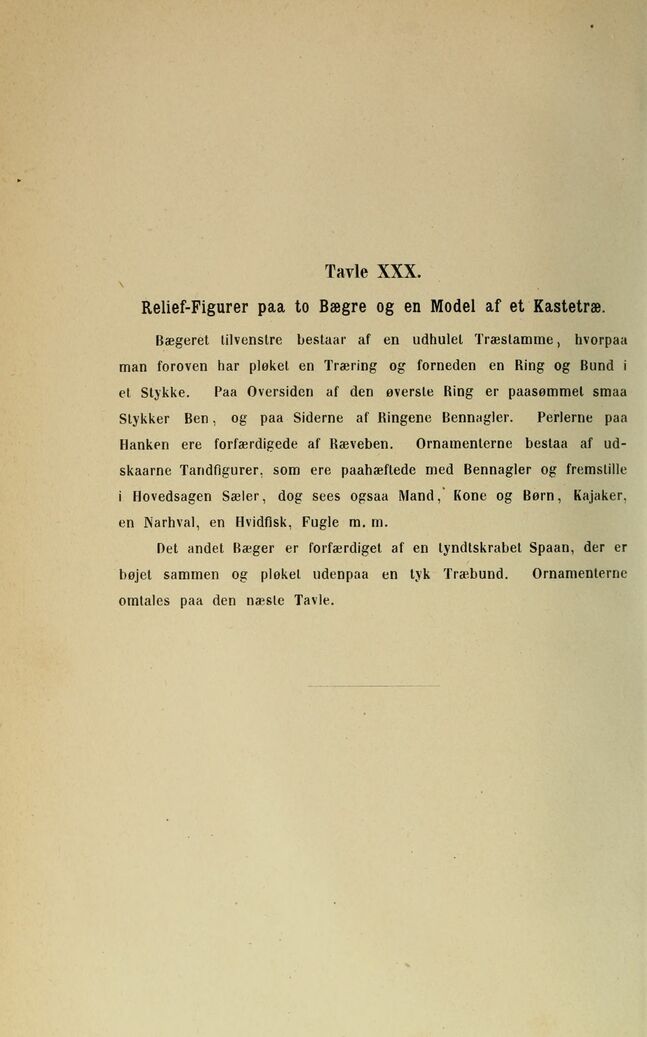 Tavle XXX.
Relief-Figurer paa to Bægre og en Model af et Kastetræ.
Bægeret tilvenstre bestaar af en udhulet Træstamme, hvorpaa
man foroven har pløket en Træring og forneden en Ring og Bund i
et Stykke. Paa Oversiden af den øverste Ring er paasømmet smaa
Stykker Ben, og paa Siderne af Ringene Bennagler. Perlerne paa
Hanken ere forfærdigede af Ræveben. Ornamenterne bestaa af ud-
skaarne Tandfigurer, som ere paahæftede med Bennagler og fremstille
i Hovedsagen Sæler, dog sees ogsaa Mand, Kone og Børn, Kajaker,
en Narhval, en Hvidfisk, Fugle m. m.
Det andet Bæger er forfærdiget af en tyndtskrabet Spaan, der er
bøjet sammen og pløket udenpaa en tyk Træbund. Ornamenterne
omtales paa den næste Tavle.